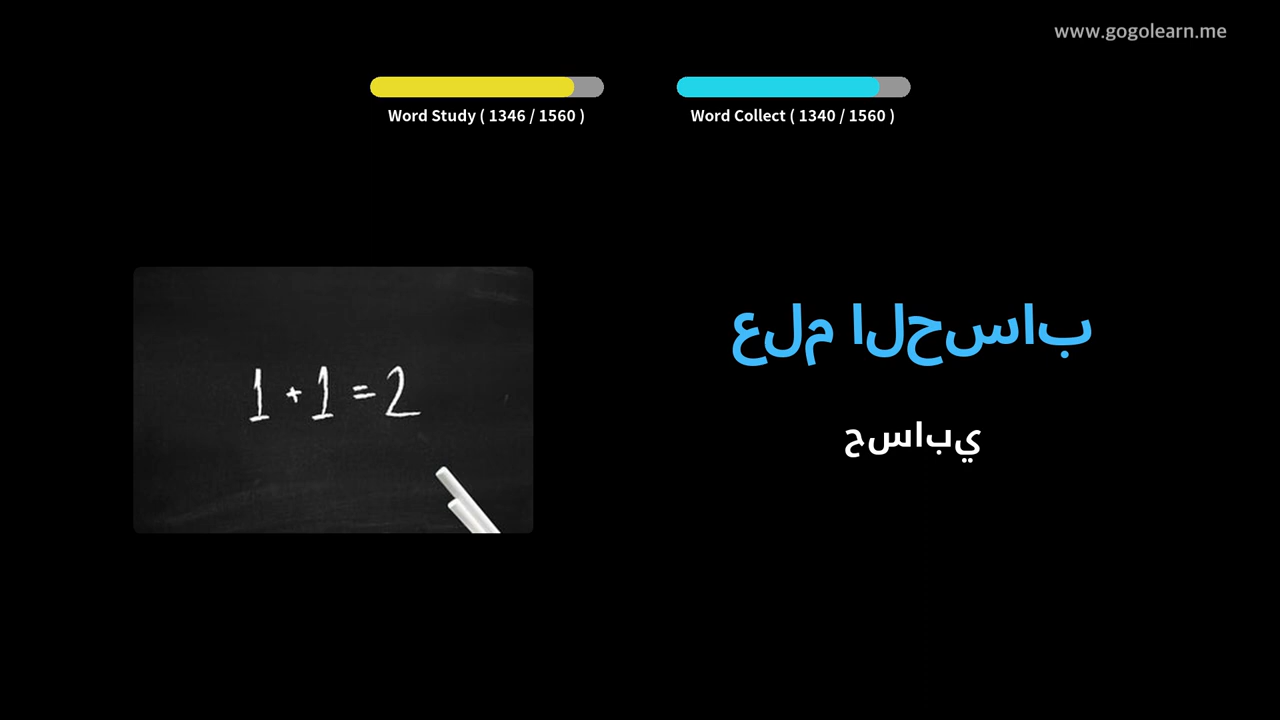 www.gogolearn.me
Word Study ( 1346 / 1560 )
Word Collect ( 1340 / 1560 )
علم الحساب
حسابي
1 + 1 = 2